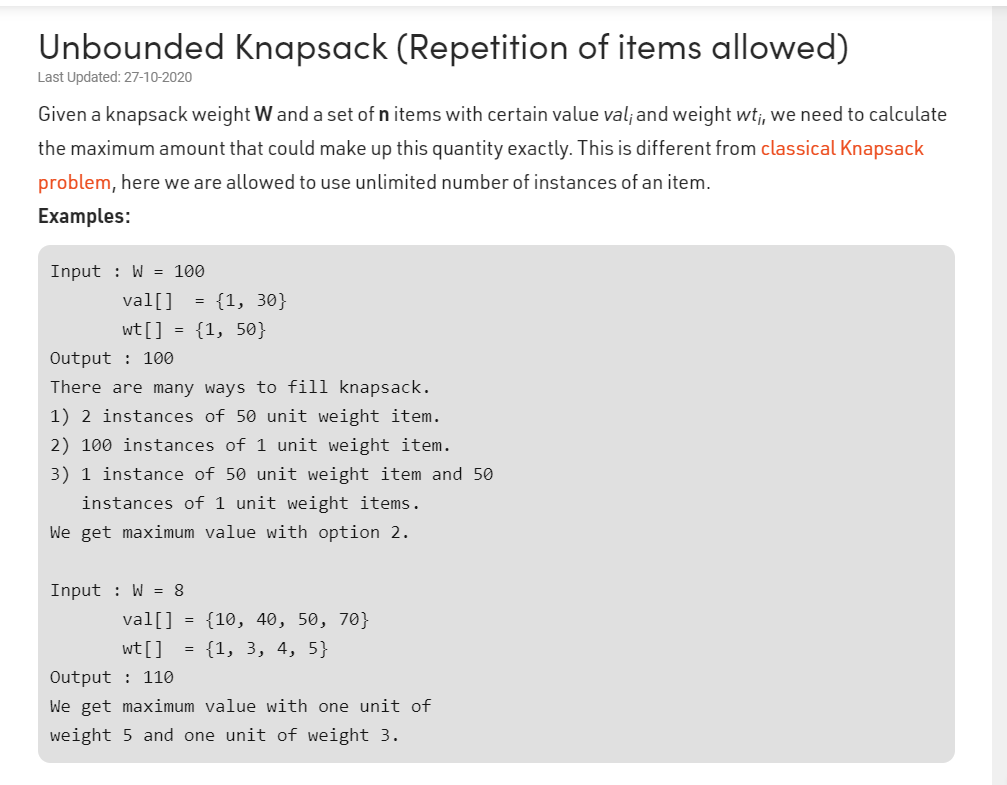 Unbounded Knapsack (Repetition of items allowed)
Last Updated: 27-10-2020
Given a knapsack weight W and a set of n items with certain value vali and weight wti, we need to calculate
the maximum amount that could make up this quantity exactly. This is different from classical Knapsack
problem, here we are allowed to use unlimited number of instances of an item.
Examples:
Input : W = 100
       val[]  = {1, 30}
       wt[] = {1, 50}
Output : 100
There are many ways to fill knapsack.
1) 2 instances of 50 unit weight item.
2) 100 instances of 1 unit weight item.
3) 1 instance of 50 unit weight item and 50
   instances of 1 unit weight items.
We get maximum value with option 2.

Input : W = 8
       val[] = {10, 40, 50, 70}
       wt[]  = {1, 3, 4, 5}
Output : 110
We get maximum value with one unit of
weight 5 and one unit of weight 3.